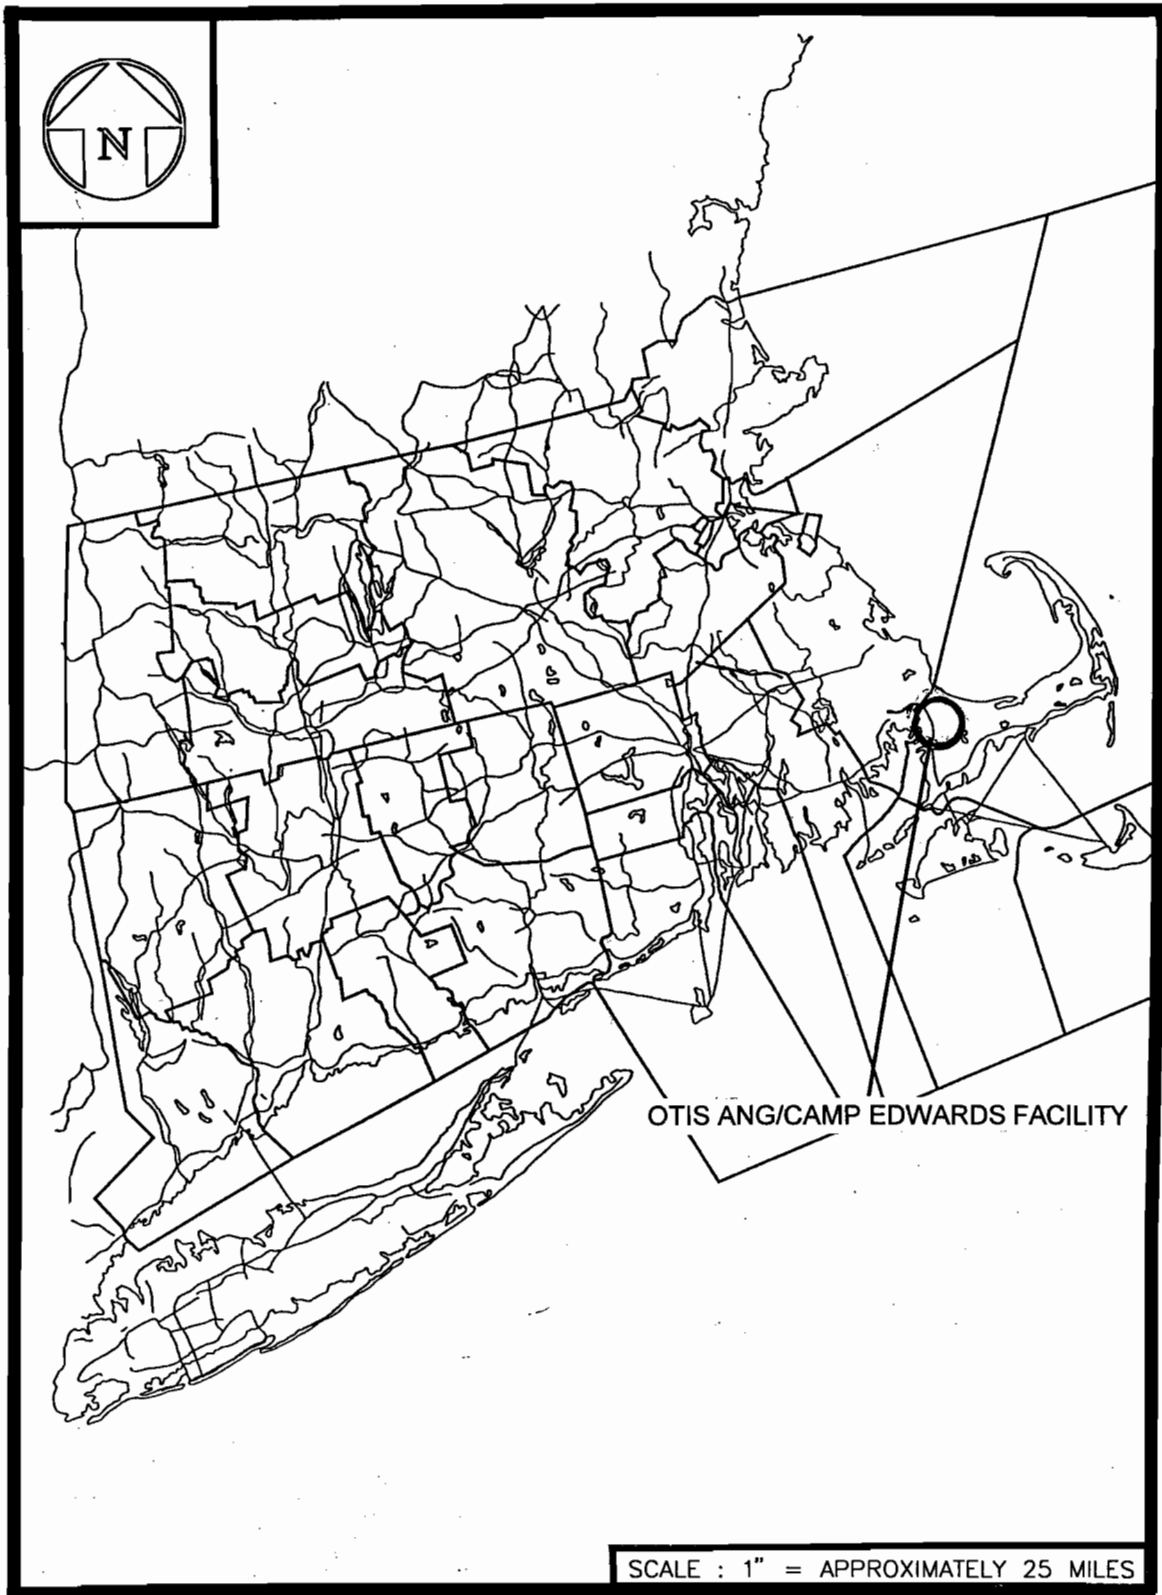 N
OTIS ANG/CAMP EDWARDS FACILITY
SCALE : 1" = APPROXIMATELY 25 MILES